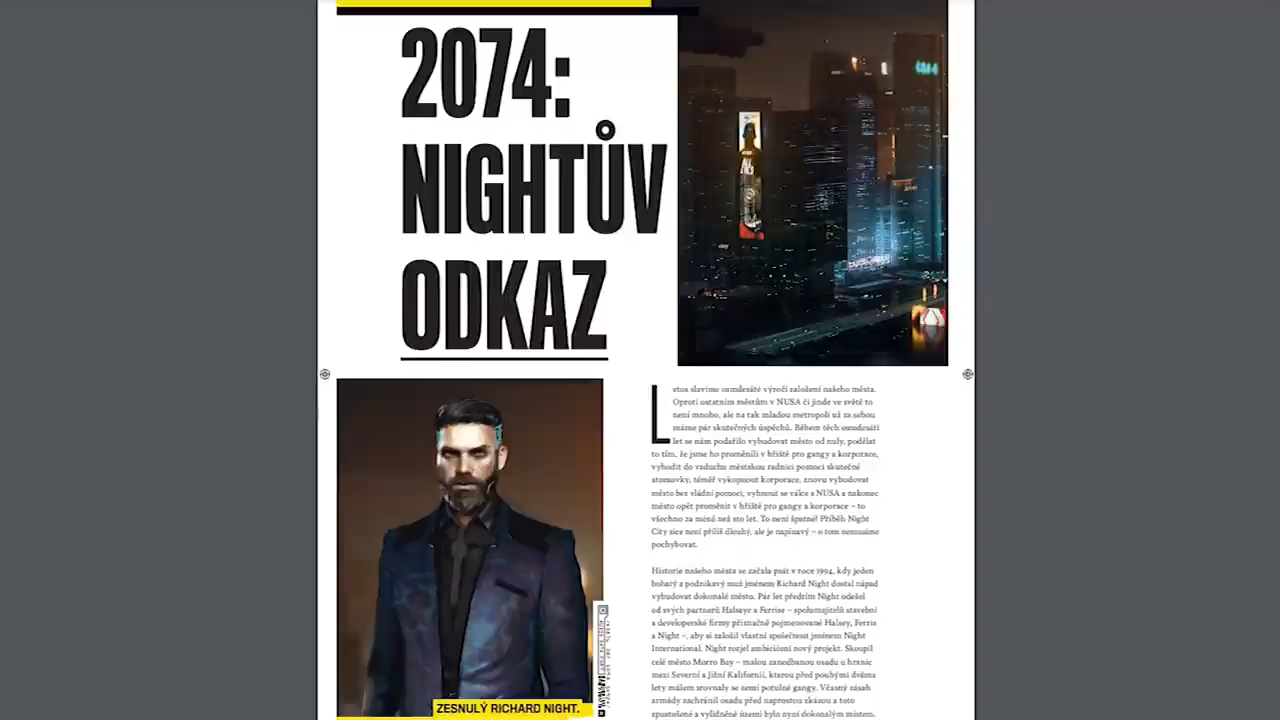 2074:
NIGHTŮV
ODKAZ
ZESNULÝ RICHARD NIGHT.
Letos slavíme osmdesáté výročí založení našeho města.
Oproti ostatním městům v NUSA či jinde ve světě to
není mnoho, ale na tak mladou metropoli už za sebou
máme pár skutečných úspěchů. Během těch osmdesáti
let se nám podařilo vybudovat město od nuly, podělat
to tím, že jsme ho proměnili v hřiště pro gangy a korporace,
vyhodit do vzduchu městskou radnici pomocí skutečné
atomovky, téměř vykopnout korporace, znovu vybudovat
město bez vládní pomoci, vyhnout se válce s NUSA a nakonec
město opět proměnit v hřiště pro gangy a korporace – to
všechno za méně než sto let. To není špatné! Příběh Night
City sice není příliš dlouhý, ale je napínavý – o tom nemusíme
pochybovat.
Historie našeho města se začala psát v roce 1994, kdy jeden
bohatý a podnikavý muž jménem Richard Night dostal nápad
vybudovat dokonalé město. Pár let předtím Night odešel
od svých partnerů Halseye a Ferrise – spolumajitelů stavební
a developerské firmy příznačně pojmenované Halsey, Ferris
a Night –, aby si založil vlastní společnost jménem Night
International. Night rozjel ambiciózní nový projekt. Skoupil
celé město Morro Bay – malou zanedbanou osadu u hranic
mezi Severní a Jižní Kalifornií, kterou před pouhými dvěma
lety málem srovnaly se zemí potulné gangy. Včasný zásah
armády zachránil osadu před naprostou zkázou a toto
zpustošené a vylidněné území bylo nyní dokonalým místem,